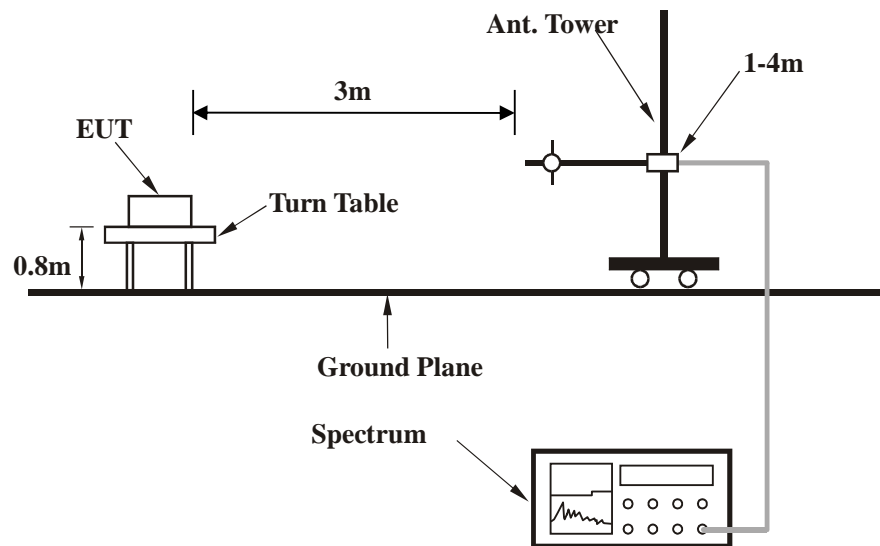 Ant. Tower
1-4m
3m
EUT
Turn Table
0.8m
Ground Plane
Spectrum